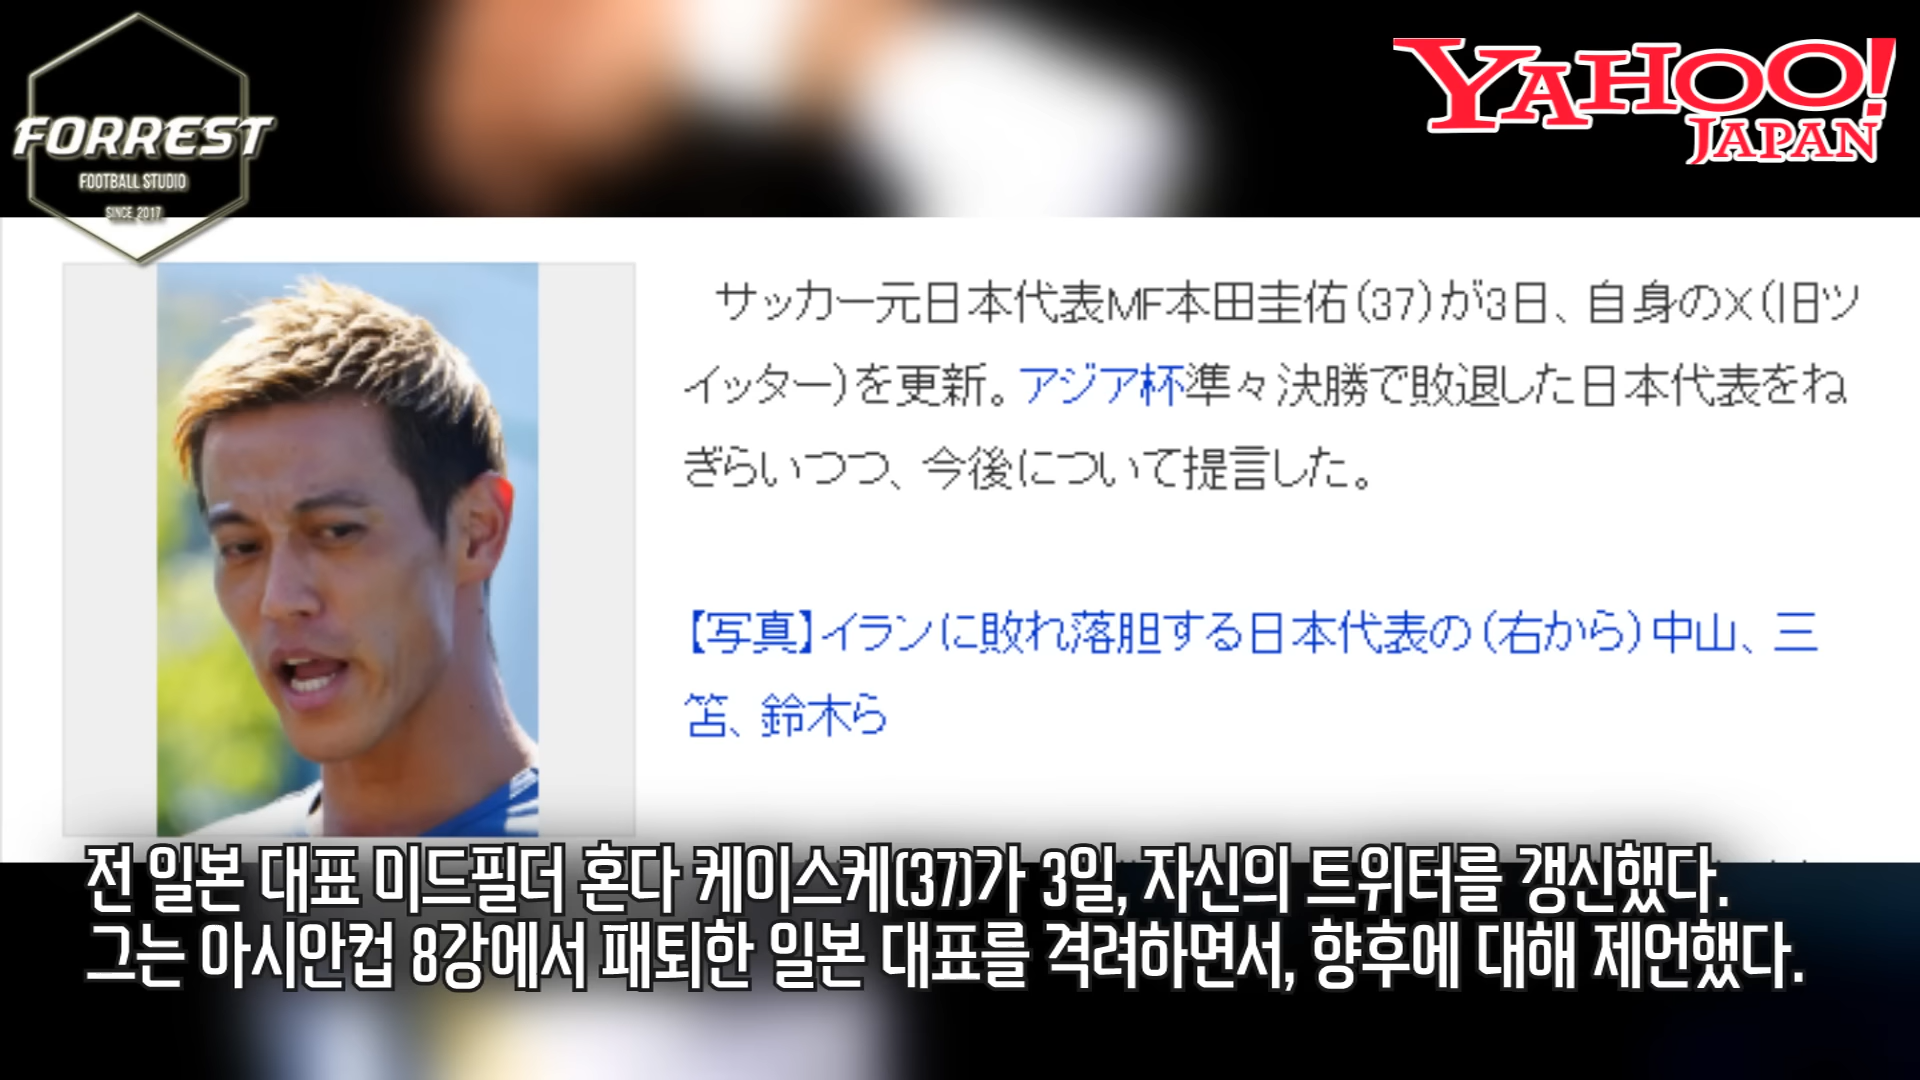 FORREST
FOOTBALL STUDIO
SINCE 2017
YAHOO!
JAPAN
サッカー元日本代表MF本田圭佑(37)が3日、自身のX(旧ツ
イッター)を更新。アジア杯準々決勝で敗退した日本代表をね
ぎらいつつ、今後について提言した。
【写真】イランに敗れ落胆する日本代表の(右から)中山、三
笘、鈴木ら
전 일본 대표 미드필더 혼다 케이스케(37)가 3일, 자신의 트위터를 갱신했다.
그는 아시안컵 8강에서 패퇴한 일본 대표를 격려하면서, 향후에 대해 제언했다.